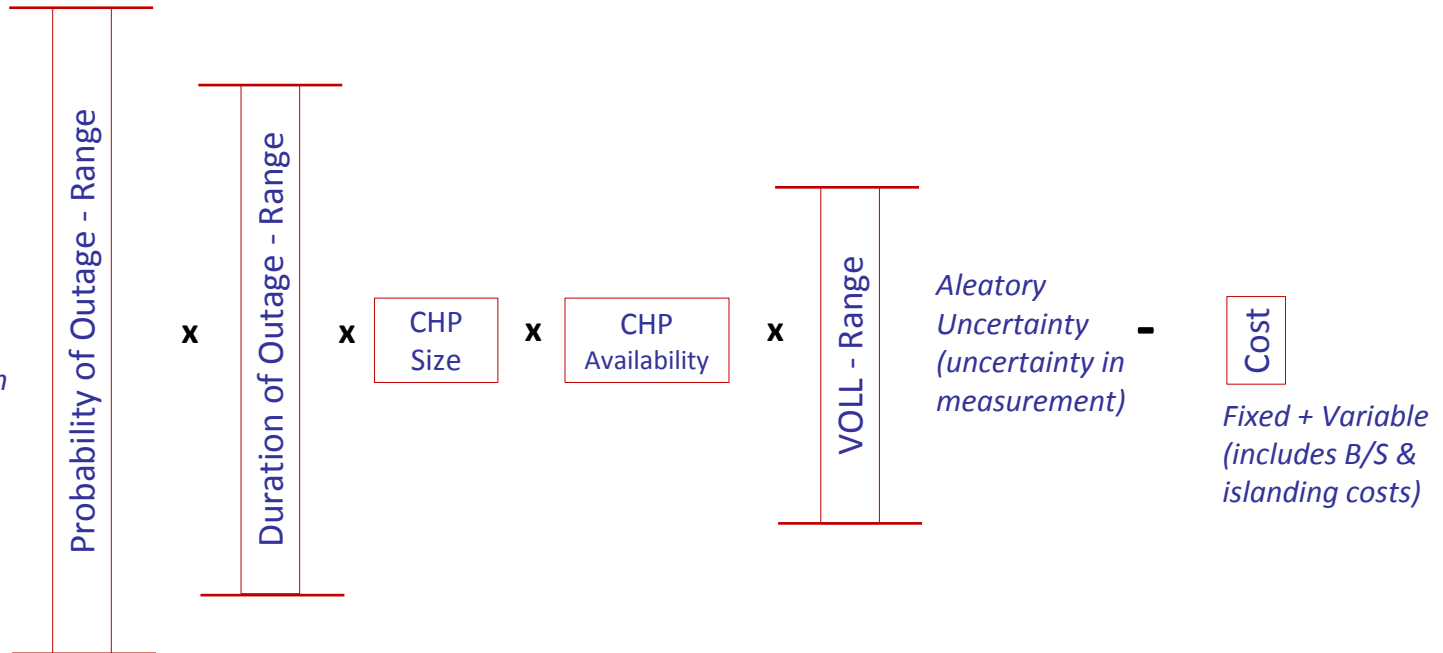 n
Probability of Outage - Range
x
Duration of Outage - Range
x
CHP
Size
x
CHP
Availability
x
VOLL - Range
Aleatory
Uncertainty
(uncertainty in
measurement)
-
Cost
Fixed + Variable
(includes B/S &
islanding costs)